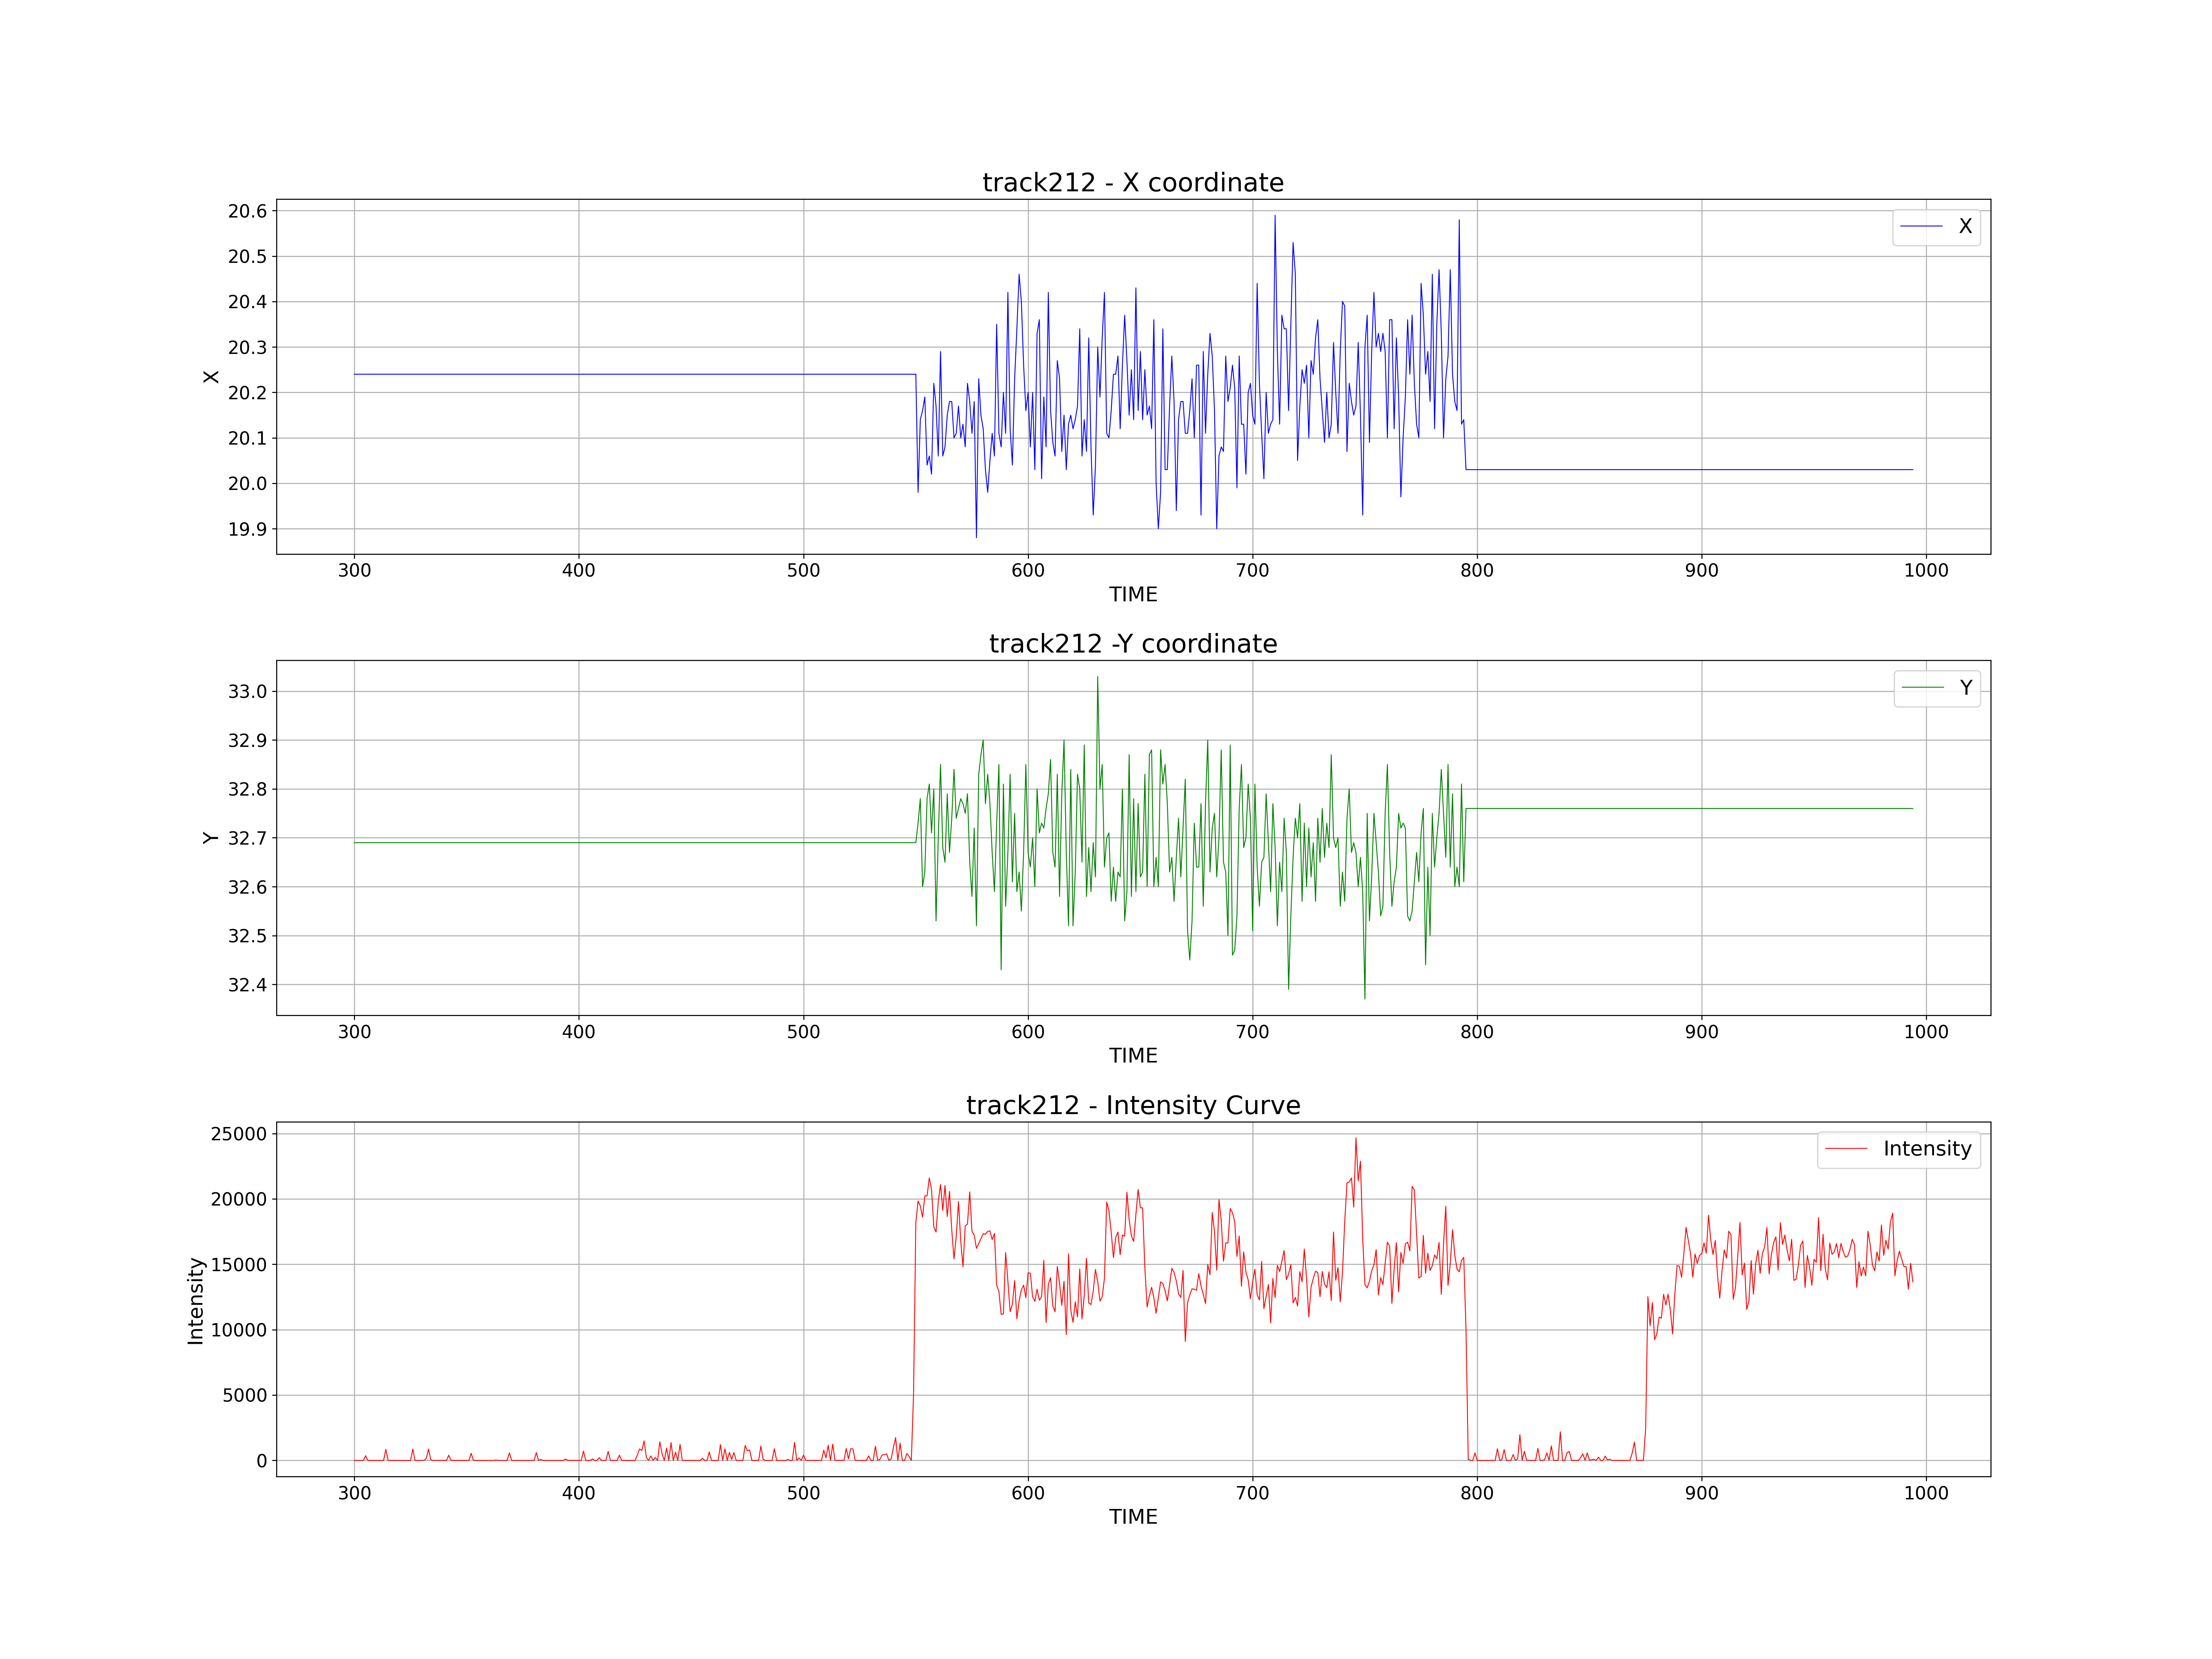 track212 - X coordinate
20.6
20.5
20.4
20.3
20.2
20.1
20.0
19.9
X
X
300 400 500 600 700 800 900 1000
TIME
track212 -Y coordinate
33.0
32.9
32.8
32.7
32.6
32.5
32.4
Y
Y
300 400 500 600 700 800 900 1000
TIME
track212 - Intensity Curve
25000
20000
15000
10000
5000
0
Intensity
Intensity
300 400 500 600 700 800 900 1000
TIME